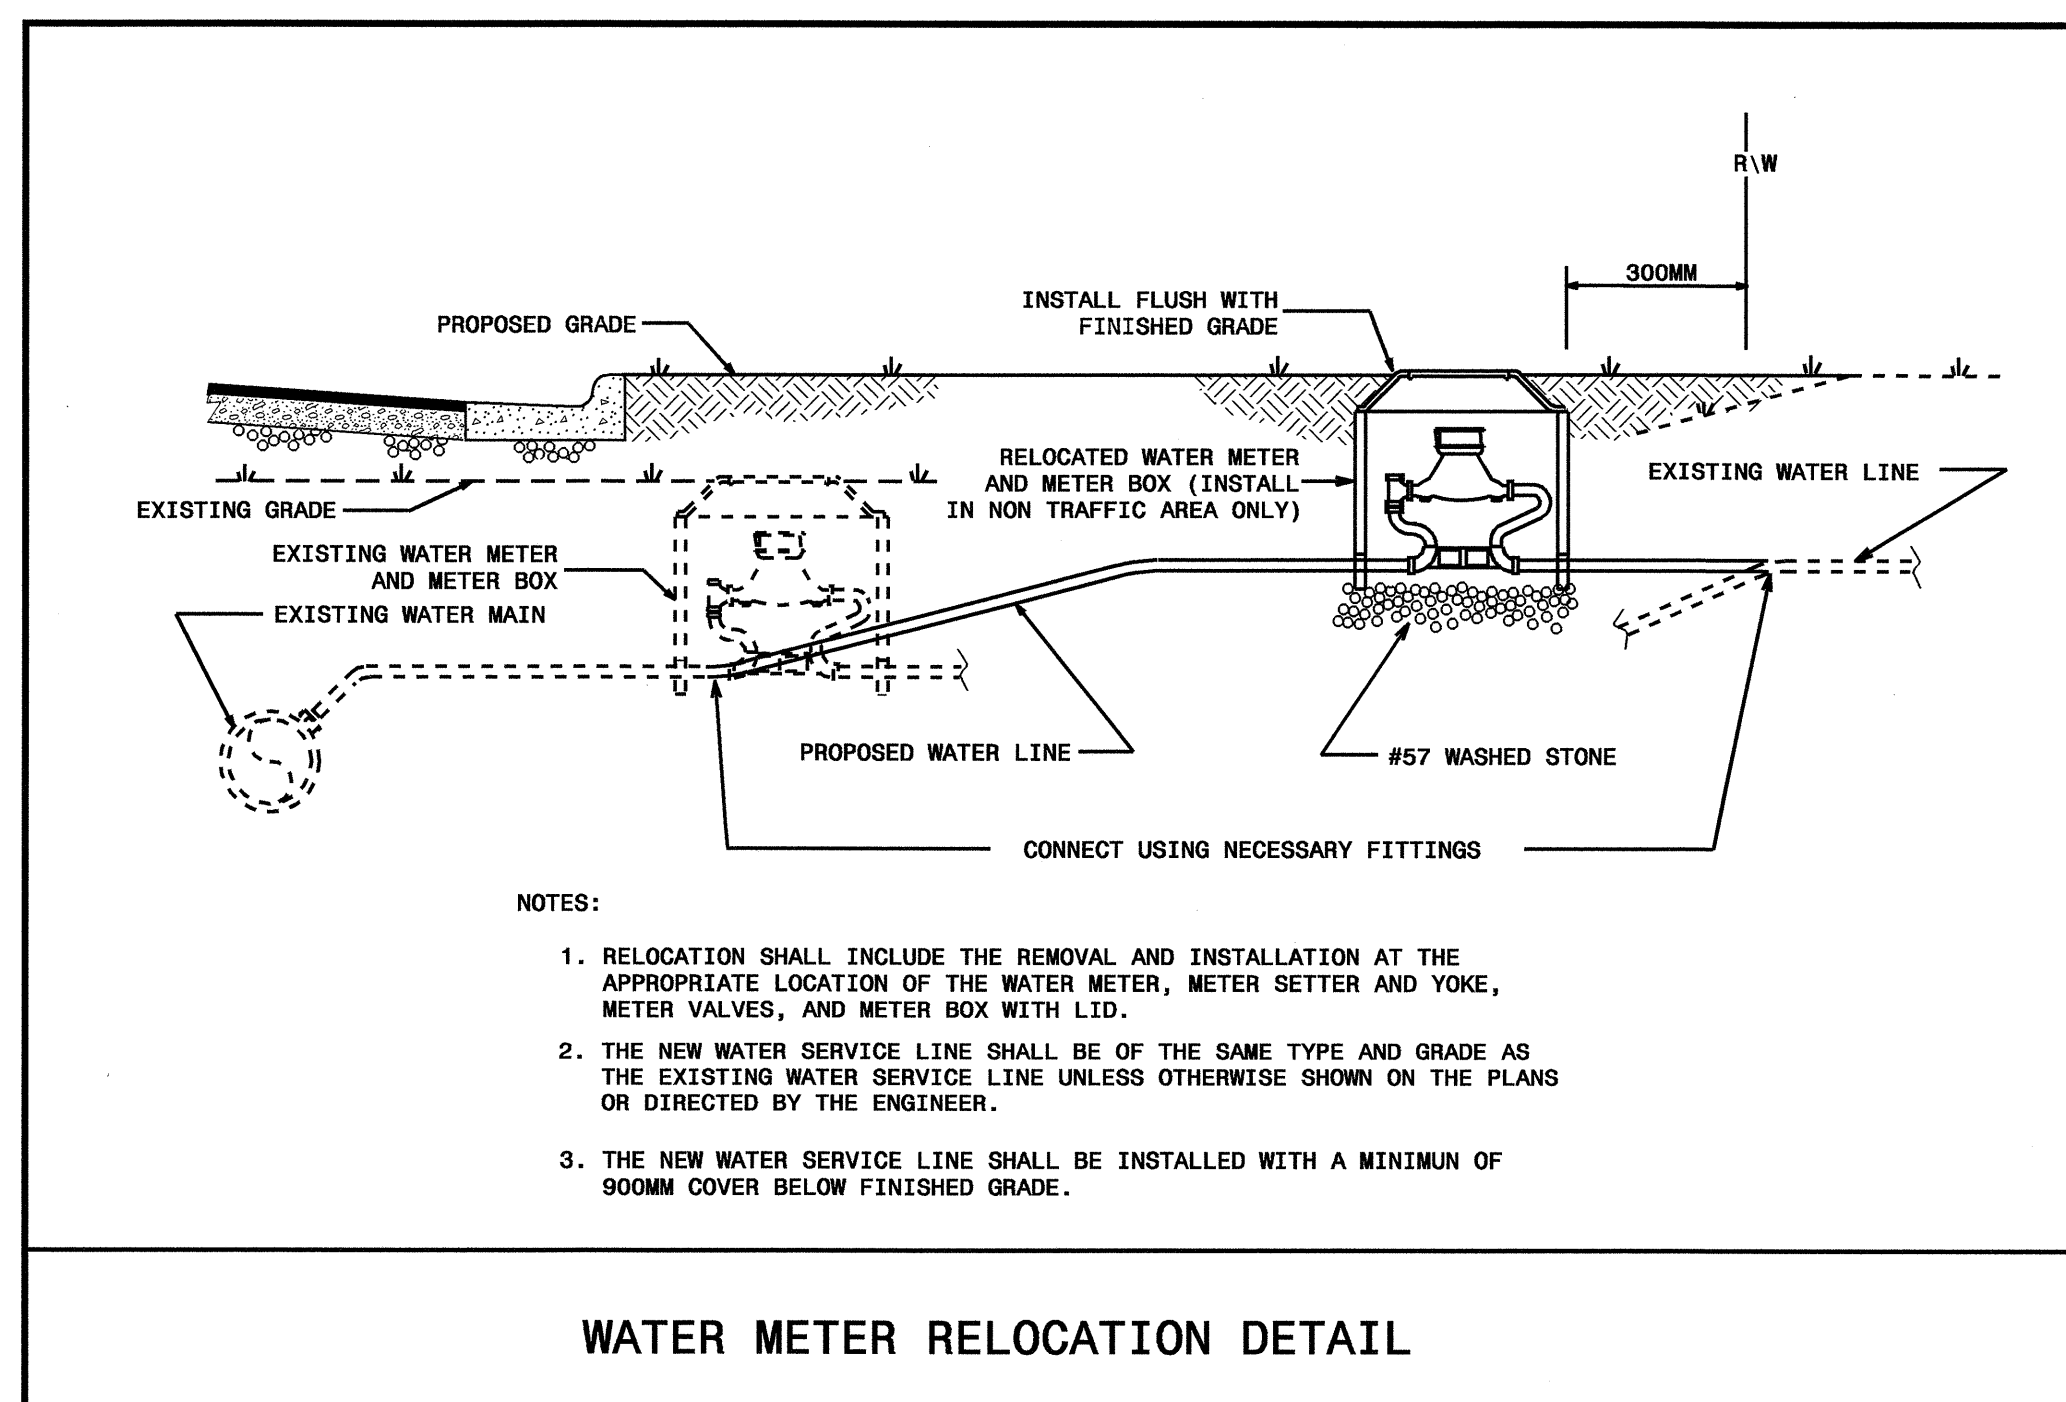 R\W
300MM
INSTALL FLUSH WITH
FINISHED GRADE
PROPOSED GRADE
RELOCATED WATER METER
AND METER BOX (INSTALL
IN NON TRAFFIC AREA ONLY)
EXISTING WATER LINE
EXISTING GRADE
EXISTING WATER METER
AND METER BOX
EXISTING WATER MAIN
PROPOSED WATER LINE
#57 WASHED STONE
CONNECT USING NECESSARY FITTINGS
NOTES:
1. RELOCATION SHALL INCLUDE THE REMOVAL AND INSTALLATION AT THE
APPROPRIATE LOCATION OF THE WATER METER, METER SETTER AND YOKE,
METER VALVES, AND METER BOX WITH LID.
2. THE NEW WATER SERVICE LINE SHALL BE OF THE SAME TYPE AND GRADE AS
THE EXISTING WATER SERVICE LINE UNLESS OTHERWISE SHOWN ON THE PLANS
OR DIRECTED BY THE ENGINEER.
3. THE NEW WATER SERVICE LINE SHALL BE INSTALLED WITH A MINIMUN OF
900MM COVER BELOW FINISHED GRADE.
WATER METER RELOCATION DETAIL